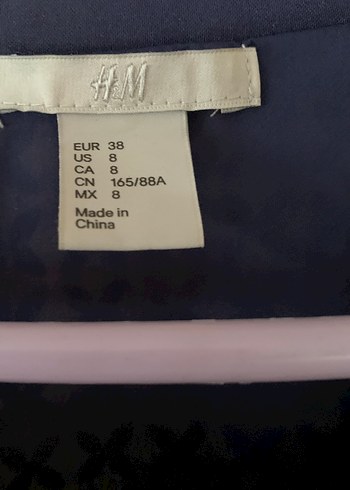 H&M
EUR 38
US 8
CA 8
CN 165/88A
MX 8
Made in
China